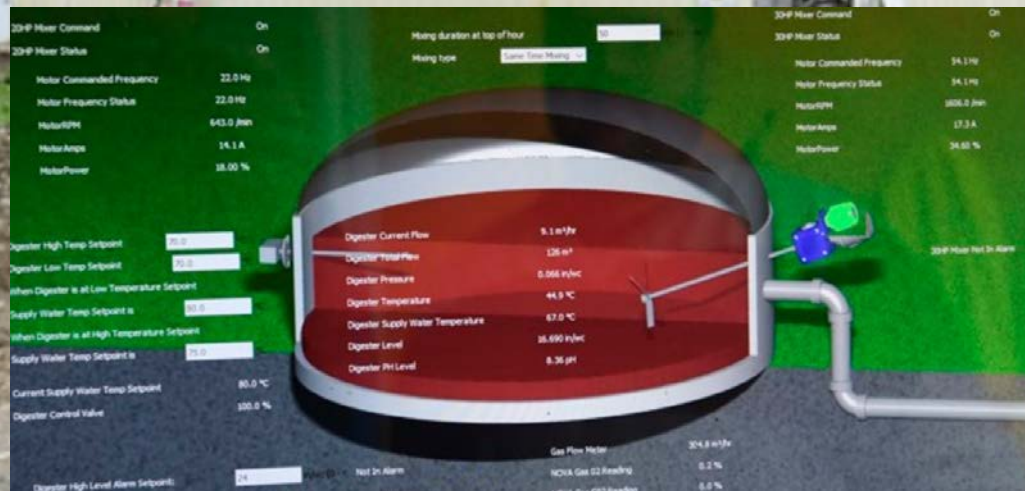 20HP Mixer Command On
20HP Mixer Status On
Motor Commanded Frequency 22.0 Hz
Motor Frequency Status 22.0 Hz
MotorRPM 643.0 /min
MotorAmps 14.1 A
MotorPower 18.00 %
Mixing duration at top of hour 50
Mixing type Same Time Mixing
30HP Mixer Command On
30HP Mixer Status On
Motor Commanded Frequency 54.1 Hz
Motor Frequency Status 54.1 Hz
MotorRPM 1606.0 /min
MotorAmps 17.3 A
MotorPower 34.60 %
Digester High Temp Setpoint 70.0
Digester Low Temp Setpoint 70.0
When Digester is at Low Temperature Setpoint
Supply Water Temp Setpoint is 80.0
When Digester is at High Temperature Setpoint
Supply Water Temp Setpoint is 75.0
Current Supply Water Temp Setpoint 80.0 °C
Digester Control Valve 100.0 %
Digester Current Flow 9.1 m³/hr
Digester Total Flow 126 m³
Digester Pressure 0.066 in/wc
Digester Temperature 44.9 °C
Digester Supply Water Temperature 67.0 °C
Digester Level 16.690 in/wc
Digester PH Level 8.36 pH
30HP Mixer Not In Alarm
Digester High Level Alarm Setpoint: 24
Not In Alarm
Gas Flow Meter 304.8 m³/hr
NOVA Gas O2 Reading 0.2 %
0.0 %